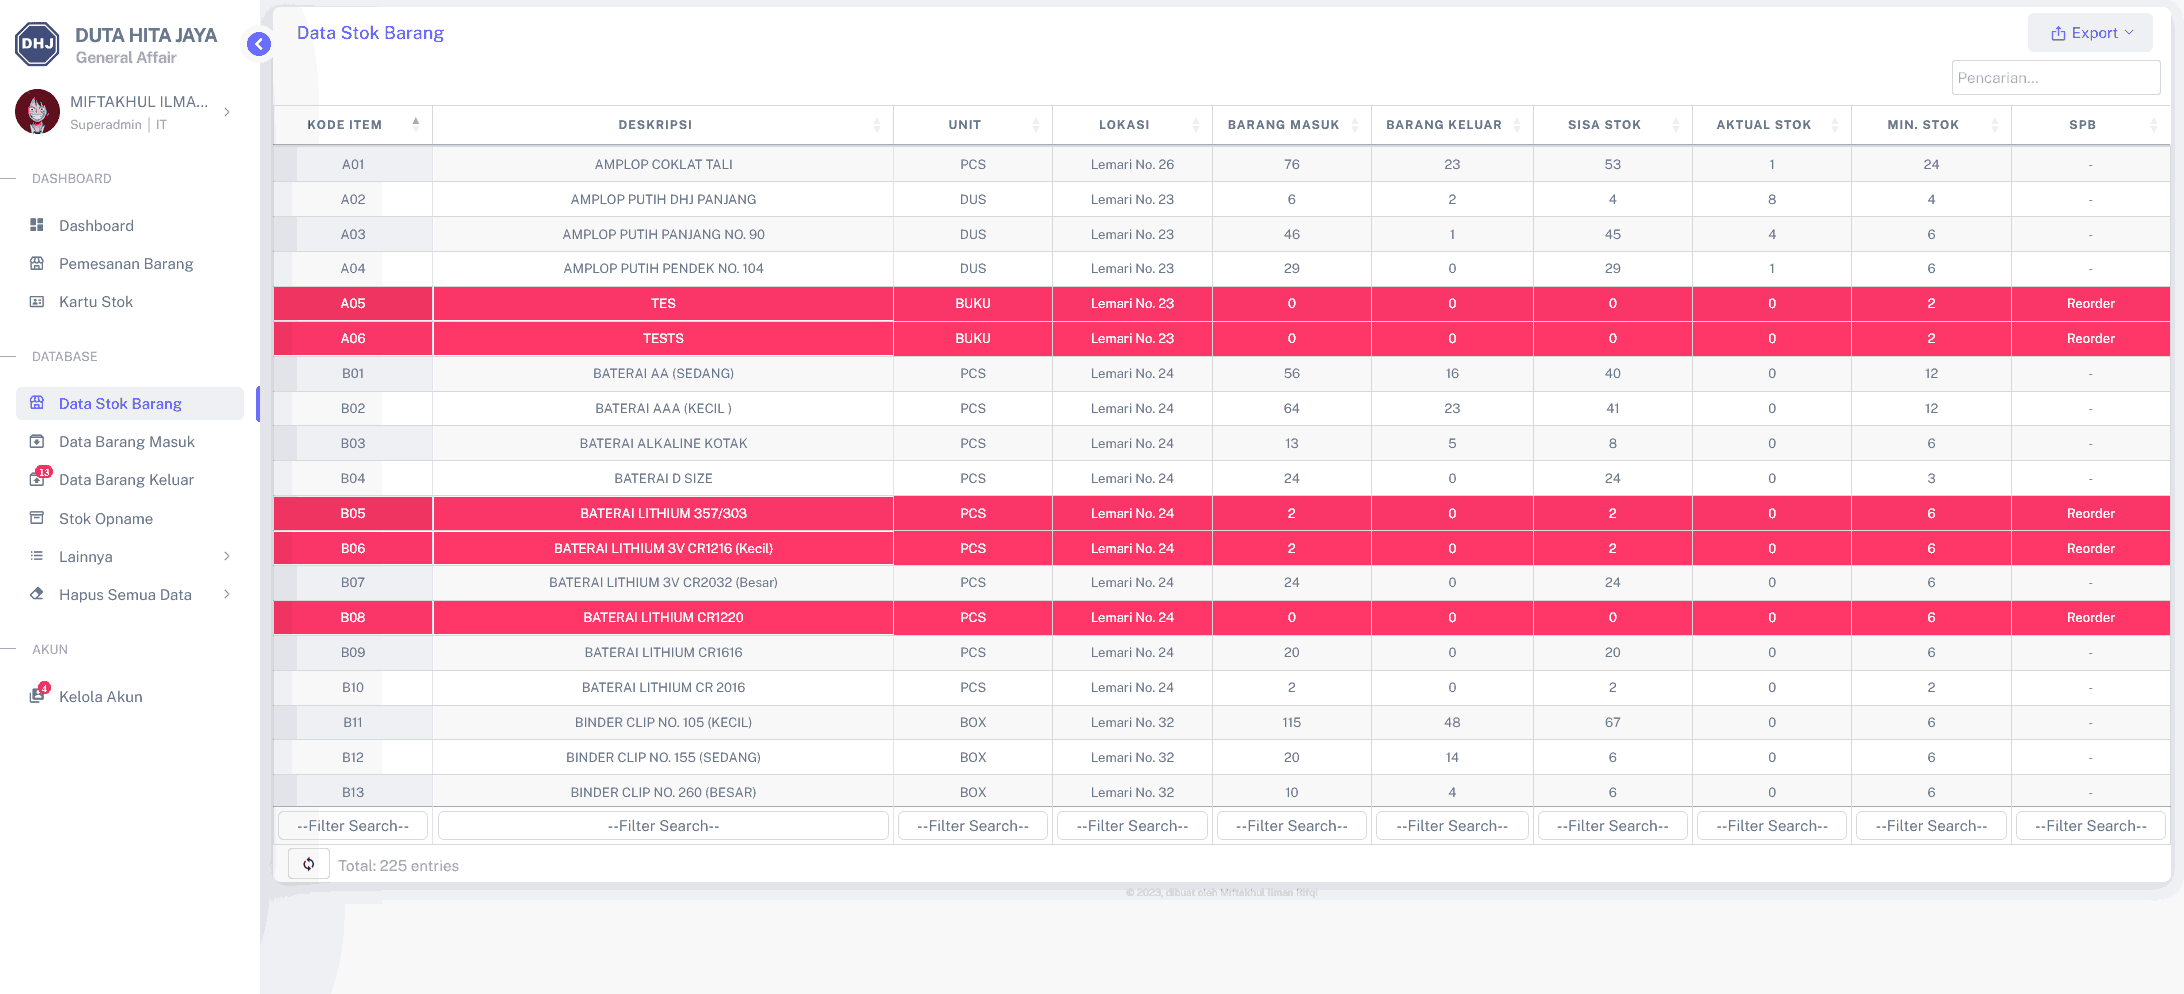 DHJ
DUTA HITA JAYA
General Affair
MIFTAKHUL ILMA...
Superadmin | IT
DASHBOARD
Dashboard
Pemesanan Barang
Kartu Stok
DATABASE
Data Stok Barang
Data Barang Masuk
13
Data Barang Keluar
Stok Opname
Lainnya
Hapus Semua Data
AKUN
4
Kelola Akun
Data Stok Barang
Export
Pencarian...
KODE ITEM DESKRIPSI UNIT LOKASI BARANG MASUK BARANG KELUAR SISA STOK AKTUAL STOK MIN. STOK SPB
A01 AMPLOP COKLAT TALI PCS Lemari No. 26 76 23 53 1 24 -
A02 AMPLOP PUTIH DHJ PANJANG DUS Lemari No. 23 6 2 4 8 4 -
A03 AMPLOP PUTIH PANJANG NO. 90 DUS Lemari No. 23 46 1 45 4 6 -
A04 AMPLOP PUTIH PENDEK NO. 104 DUS Lemari No. 23 29 0 29 1 6 -
A05 TES BUKU Lemari No. 23 0 0 0 0 2 Reorder
A06 TESTS BUKU Lemari No. 23 0 0 0 0 2 Reorder
B01 BATERAI AA (SEDANG) PCS Lemari No. 24 56 16 40 0 12 -
B02 BATERAI AAA (KECIL ) PCS Lemari No. 24 64 23 41 0 12 -
B03 BATERAI ALKALINE KOTAK PCS Lemari No. 24 13 5 8 0 6 -
B04 BATERAI D SIZE PCS Lemari No. 24 24 0 24 0 3 -
B05 BATERAI LITHIUM 357/303 PCS Lemari No. 24 2 0 2 0 6 Reorder
B06 BATERAI LITHIUM 3V CR1216 (Kecil) PCS Lemari No. 24 2 0 2 0 6 Reorder
B07 BATERAI LITHIUM 3V CR2032 (Besar) PCS Lemari No. 24 24 0 24 0 6 -
B08 BATERAI LITHIUM CR1220 PCS Lemari No. 24 0 0 0 0 6 Reorder
B09 BATERAI LITHIUM CR1616 PCS Lemari No. 24 20 0 20 0 6 -
B10 BATERAI LITHIUM CR 2016 PCS Lemari No. 24 2 0 2 0 2 -
B11 BINDER CLIP NO. 105 (KECIL) BOX Lemari No. 32 115 48 67 0 6 -
B12 BINDER CLIP NO. 155 (SEDANG) BOX Lemari No. 32 20 14 6 0 6 -
B13 BINDER CLIP NO. 260 (BESAR) BOX Lemari No. 32 10 4 6 0 6 -
--Filter Search-- --Filter Search-- --Filter Search-- --Filter Search-- --Filter Search-- --Filter Search-- --Filter Search-- --Filter Search-- --Filter Search-- --Filter Search--
Total: 225 entries
© 2023, dibuat oleh Miftakhul Ilman Rifqi